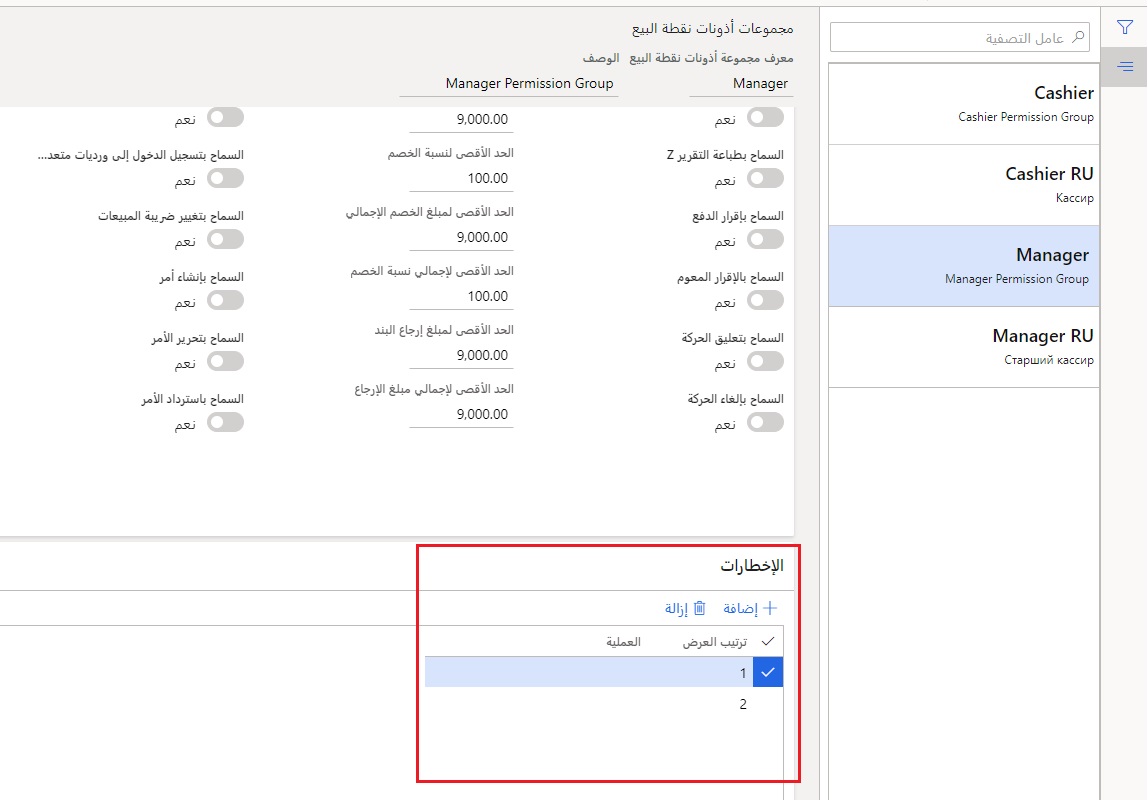 عامل التصفية
Cashier
Cashier Permission Group
Cashier RU
Кассир
Manager
Manager Permission Group
Manager RU
Старший кассир
مجموعات أذونات نقطة البيع
معرف مجموعة أذونات نقطة البيع
Manager
الوصف
Manager Permission Group
نعم
السماح بطباعة التقرير Z
نعم
السماح بإقرار الدفع
نعم
السماح بالإقرار المعوم
نعم
السماح بتعليق الحركة
نعم
السماح بإلغاء الحركة
نعم
9,000.00
الحد الأقصى لنسبة الخصم
100.00
الحد الأقصى لمبلغ الخصم الإجمالي
9,000.00
الحد الأقصى لإجمالي نسبة الخصم
100.00
الحد الأقصى لمبلغ إرجاع البند
9,000.00
الحد الأقصى لإجمالي مبلغ الإرجاع
9,000.00
نعم
السماح بتسجيل الدخول إلى ورديات متعد...
نعم
السماح بتغيير ضريبة المبيعات
نعم
السماح بإنشاء أمر
نعم
السماح بتحرير الأمر
نعم
السماح باسترداد الأمر
نعم
الإخطارات
إضافة إزالة
ترتيب العرض العملية
1
2